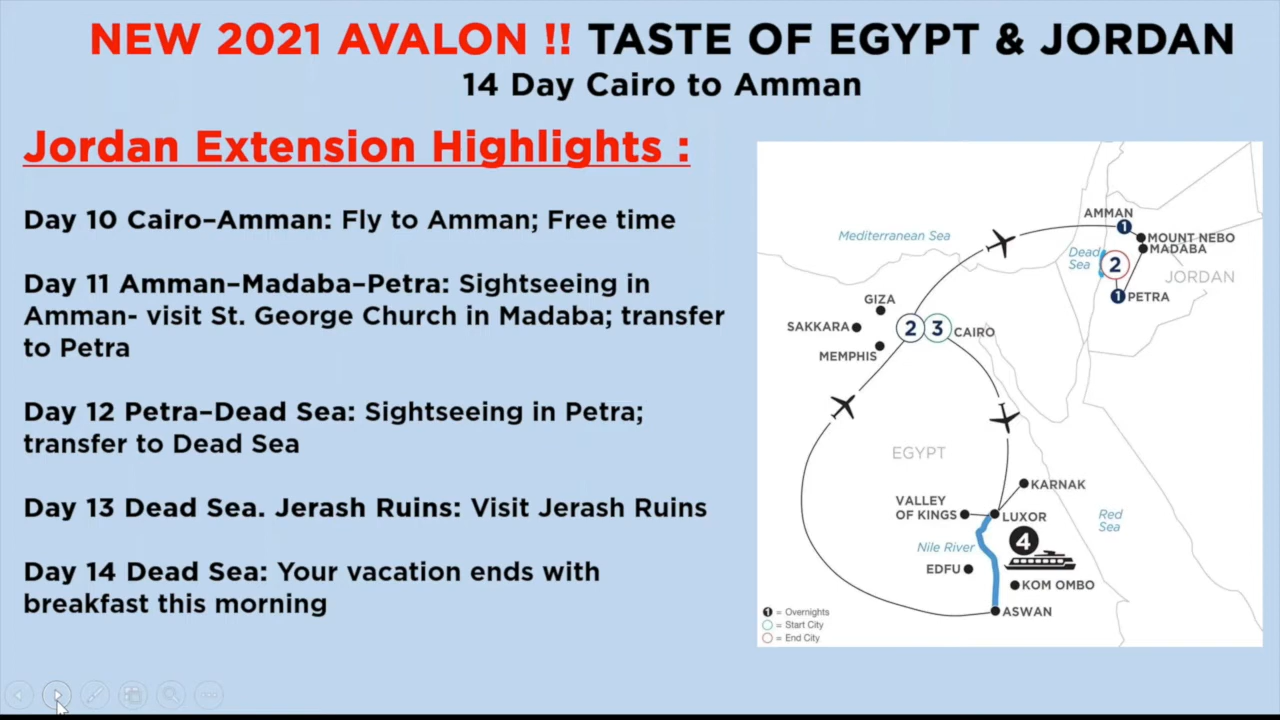 NEW 2021 AVALON !! TASTE OF EGYPT & JORDAN
14 Day Cairo to Amman
Jordan Extension Highlights :
Day 10 Cairo–Amman: Fly to Amman; Free time
Day 11 Amman–Madaba–Petra: Sightseeing in
Amman- visit St. George Church in Madaba; transfer
to Petra
Day 12 Petra–Dead Sea: Sightseeing in Petra;
transfer to Dead Sea
Day 13 Dead Sea. Jerash Ruins: Visit Jerash Ruins
Day 14 Dead Sea: Your vacation ends with
breakfast this morning
AMMAN
1
Mediterranean Sea
MOUNT NEBO
MADABA
Dead
Sea
2
JORDAN
1
PETRA
GIZA
SAKKARA
2
3
CAIRO
MEMPHIS
EGYPT
KARNAK
VALLEY
OF KINGS
LUXOR
Red
Sea
4
Nile River
EDFU
KOM OMBO
ASWAN
1 = Overnights
= Start City
= End City